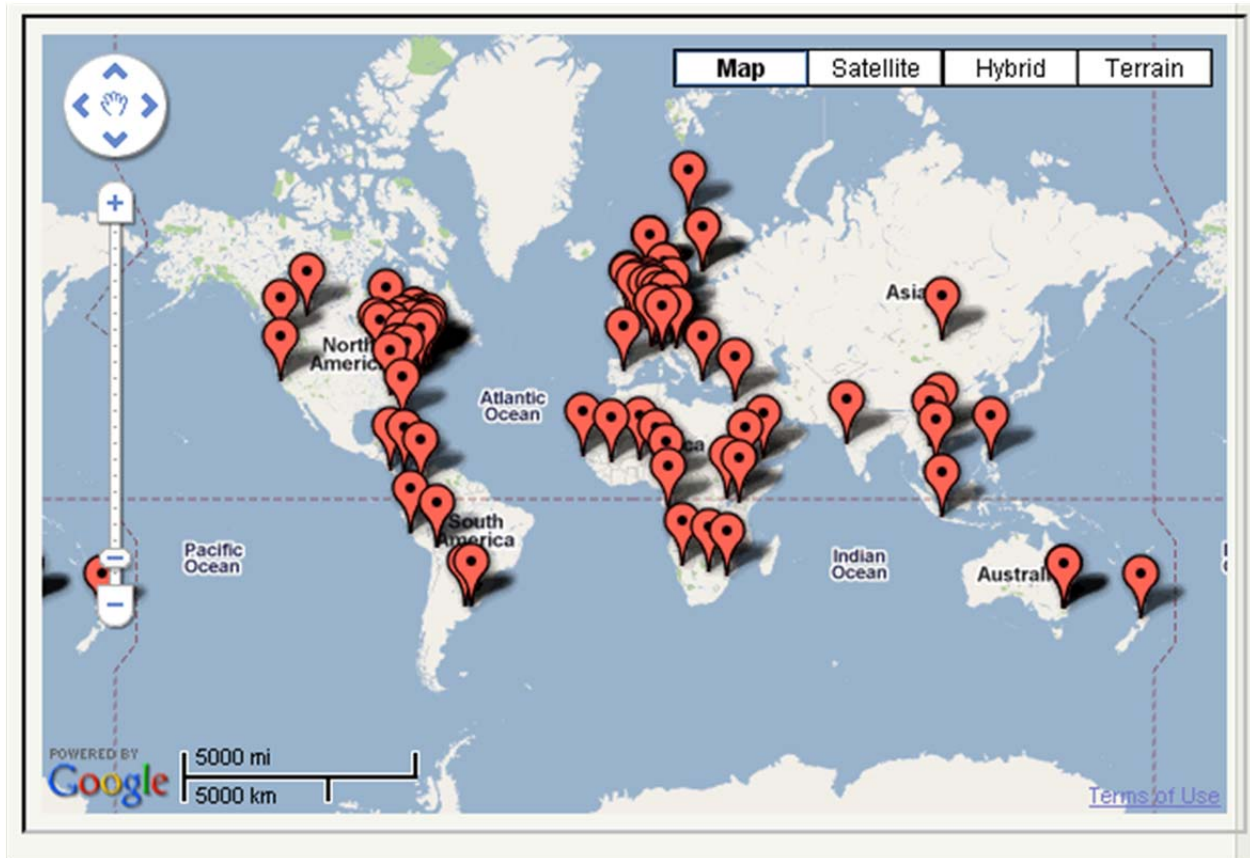 Map
Satellite
Hybrid
Terrain
+
Asia
North
America
Atlantic
Ocean
South
America
Pacific
Ocean
Indian
Ocean
Austral
−
−
POWERED BY
Google
5000 mi
5000 km
Terms of Use